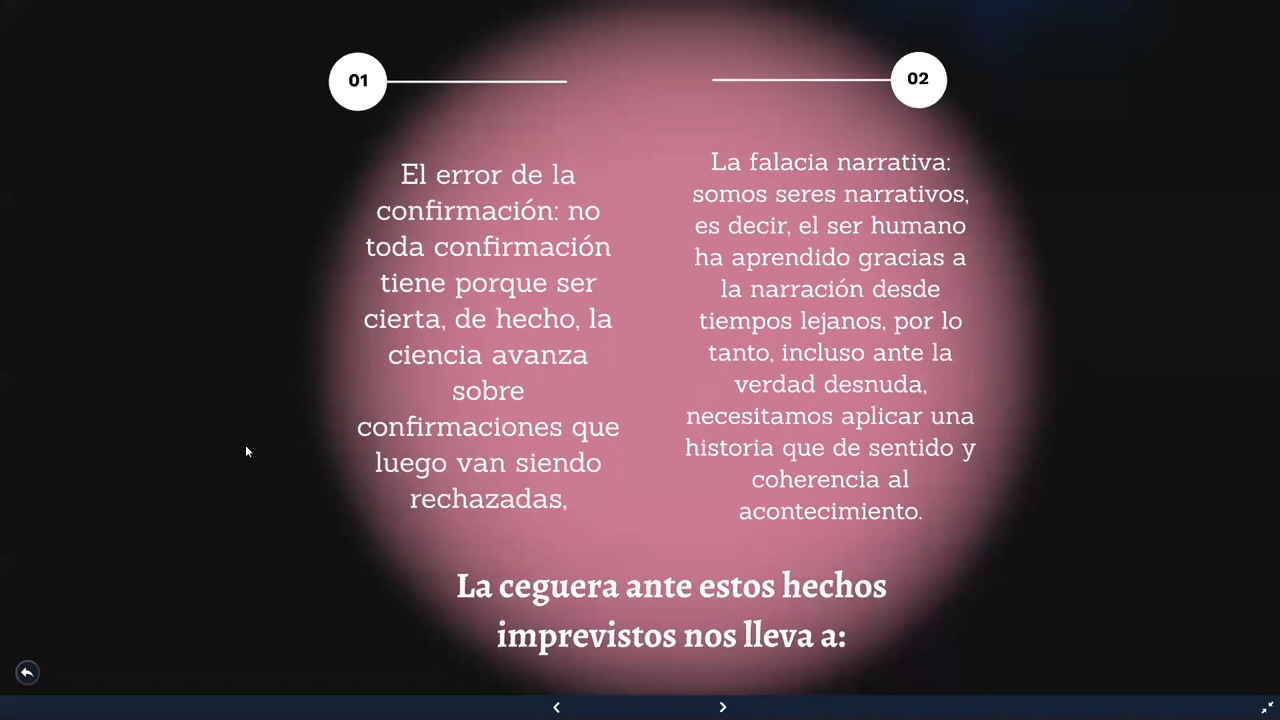 01
El error de la
confirmación: no
toda confirmación
tiene porque ser
cierta, de hecho, la
ciencia avanza
sobre
confirmaciones que
luego van siendo
rechazadas,
02
La falacia narrativa:
somos seres narrativos,
es decir, el ser humano
ha aprendido gracias a
la narración desde
tiempos lejanos, por lo
tanto, incluso ante la
verdad desnuda,
necesitamos aplicar una
historia que de sentido y
coherencia al
acontecimiento.
La ceguera ante estos hechos
imprevistos nos lleva a: